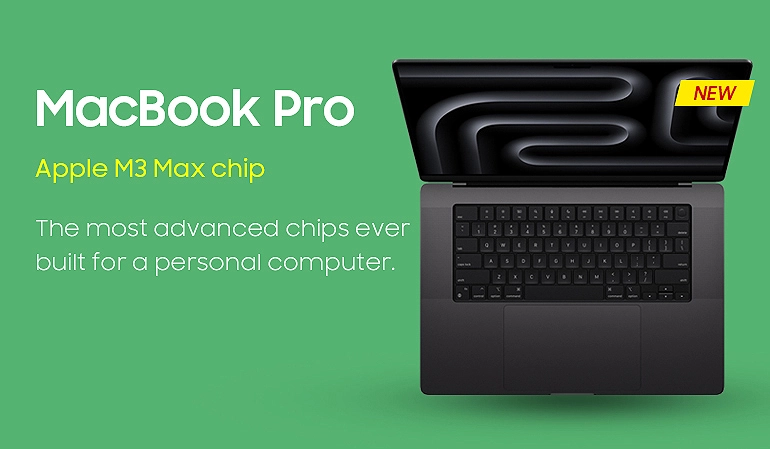 MacBook Pro
Apple M3 Max chip
The most advanced chips ever
built for a personal computer.
NEW